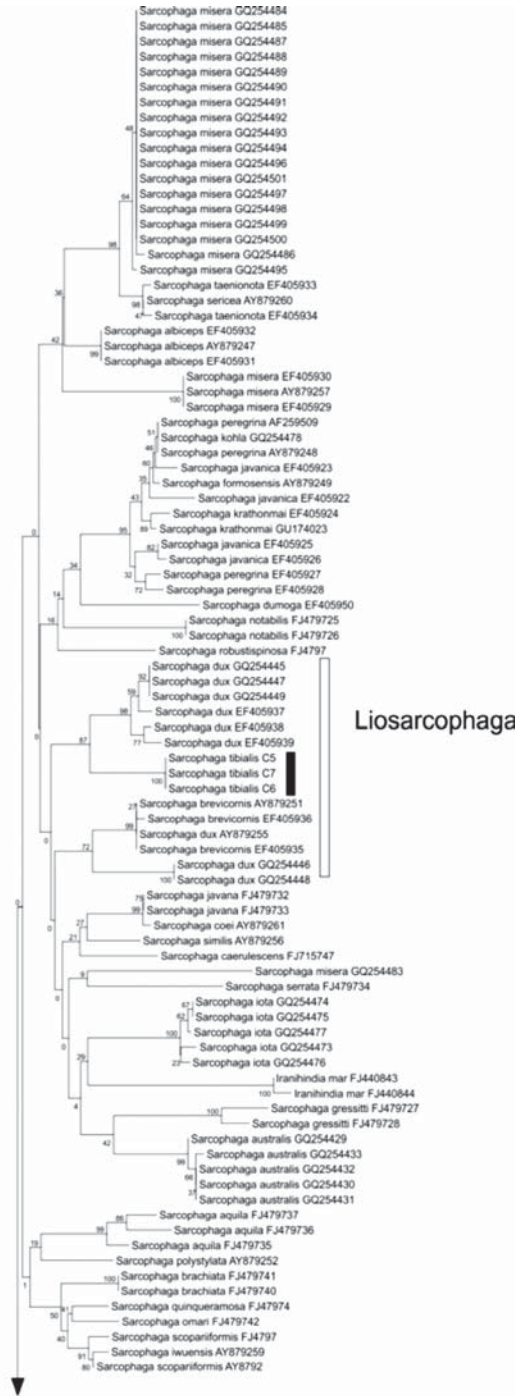 Sarcophaga misera GQ254484
Sarcophaga misera GQ254485
Sarcophaga misera GQ254487
Sarcophaga misera GQ254488
Sarcophaga misera GQ254489
Sarcophaga misera GQ254490
Sarcophaga misera GQ254491
Sarcophaga misera GQ254492
Sarcophaga misera GQ254493
Sarcophaga misera GQ254494
Sarcophaga misera GQ254496
Sarcophaga misera GQ254501
Sarcophaga misera GQ254497
Sarcophaga misera GQ254498
Sarcophaga misera GQ254499
Sarcophaga misera GQ254500
Sarcophaga misera GQ254486
Sarcophaga misera GQ254495
Sarcophaga taenionota EF405933
Sarcophaga sericea AY879260
Sarcophaga taenionota EF405934
Sarcophaga albiceps EF405932
Sarcophaga albiceps AY879247
Sarcophaga albiceps EF405931
Sarcophaga misera EF405930
Sarcophaga misera AY879257
Sarcophaga misera EF405929
Sarcophaga peregrina AF259509
Sarcophaga kohla GQ254478
Sarcophaga peregrina AY879248
Sarcophaga javanica EF405923
Sarcophaga formosensis AY879249
Sarcophaga javanica EF405922
Sarcophaga krathonmai EF405924
Sarcophaga krathonmai GU174023
Sarcophaga javanica EF405925
Sarcophaga javanica EF405926
Sarcophaga peregrina EF405927
Sarcophaga peregrina EF405928
Sarcophaga dumoga EF405950
Sarcophaga notabilis FJ479725
Sarcophaga notabilis FJ479726
Sarcophaga robustispinosa FJ4797
Sarcophaga dux GQ254445
Sarcophaga dux GQ254447
Sarcophaga dux GQ254449
Sarcophaga dux EF405937
Sarcophaga dux EF405938
Sarcophaga dux EF405939
Liosarcophaga
Sarcophaga tibialis C5
Sarcophaga tibialis C7
Sarcophaga tibialis C6
Sarcophaga brevicornis AY879251
Sarcophaga brevicornis EF405936
Sarcophaga dux AY879255
Sarcophaga brevicornis EF405935
Sarcophaga dux GQ254446
Sarcophaga dux GQ254448
Sarcophaga javana FJ479732
Sarcophaga javana FJ479733
Sarcophaga coei AY879261
Sarcophaga similis AY879256
Sarcophaga caerulescens FJ715747
Sarcophaga misera GQ254483
Sarcophaga serrata FJ479734
Sarcophaga iota GQ254474
Sarcophaga iota GQ254475
Sarcophaga iota GQ254477
Sarcophaga iota GQ254473
Sarcophaga iota GQ254476
Iranihindia mar FJ440843
Iranihindia mar FJ440844
Sarcophaga gressitti FJ479727
Sarcophaga gressitti FJ479728
Sarcophaga australis GQ254429
Sarcophaga australis GQ254433
Sarcophaga australis GQ254432
Sarcophaga australis GQ254430
Sarcophaga australis GQ254431
Sarcophaga aquila FJ479737
Sarcophaga aquila FJ479736
Sarcophaga aquila FJ479735
Sarcophaga polystylata AY879252
Sarcophaga brachiata FJ479741
Sarcophaga brachiata FJ479740
Sarcophaga quinqueramosa FJ47974
Sarcophaga omari FJ479742
Sarcophaga scopariiformis FJ4797
Sarcophaga iwuensis AY879259
Sarcophaga scopariiformis AY8792